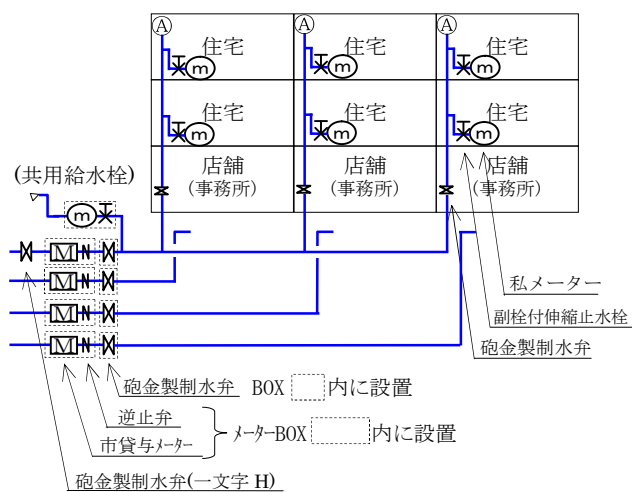 A A A
住宅 住宅 住宅
m m m
住宅 住宅 住宅
m m m
店舗 店舗 店舗
(事務所) (事務所) (事務所)
(共用給水栓)
m
M N
M N
M N
M N
私メーター
副栓付伸縮止水栓
砲金製制水弁
砲金製制水弁 BOX 内に設置
逆止弁
市貸与メーター
メーターBOX 内に設置
砲金製制水弁(一文字 H)